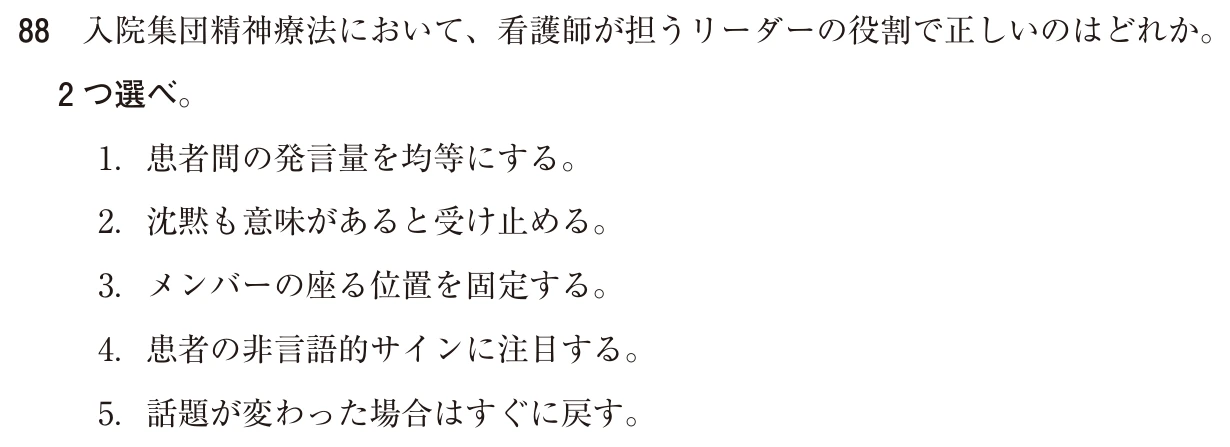 88　入院集団精神療法において、看護師が担うリーダーの役割で正しいのはどれか。
2つ選べ。
1. 患者間の発言量を均等にする。
2. 沈黙も意味があると受け止める。
3. メンバーの座る位置を固定する。
4. 患者の非言語的サインに注目する。
5. 話題が変わった場合はすぐに戻す。